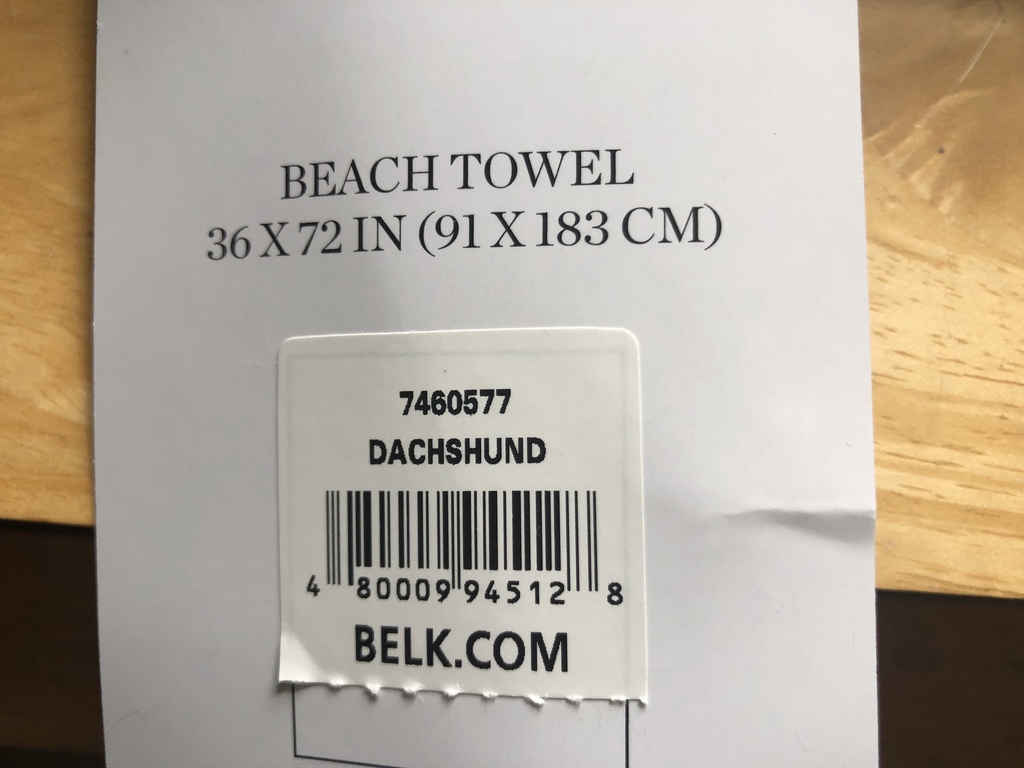 BEACH TOWEL
36 X 72 IN (91 X 183 CM)
7460577
DACHSHUND
4 80009 94512 8
BELK.COM